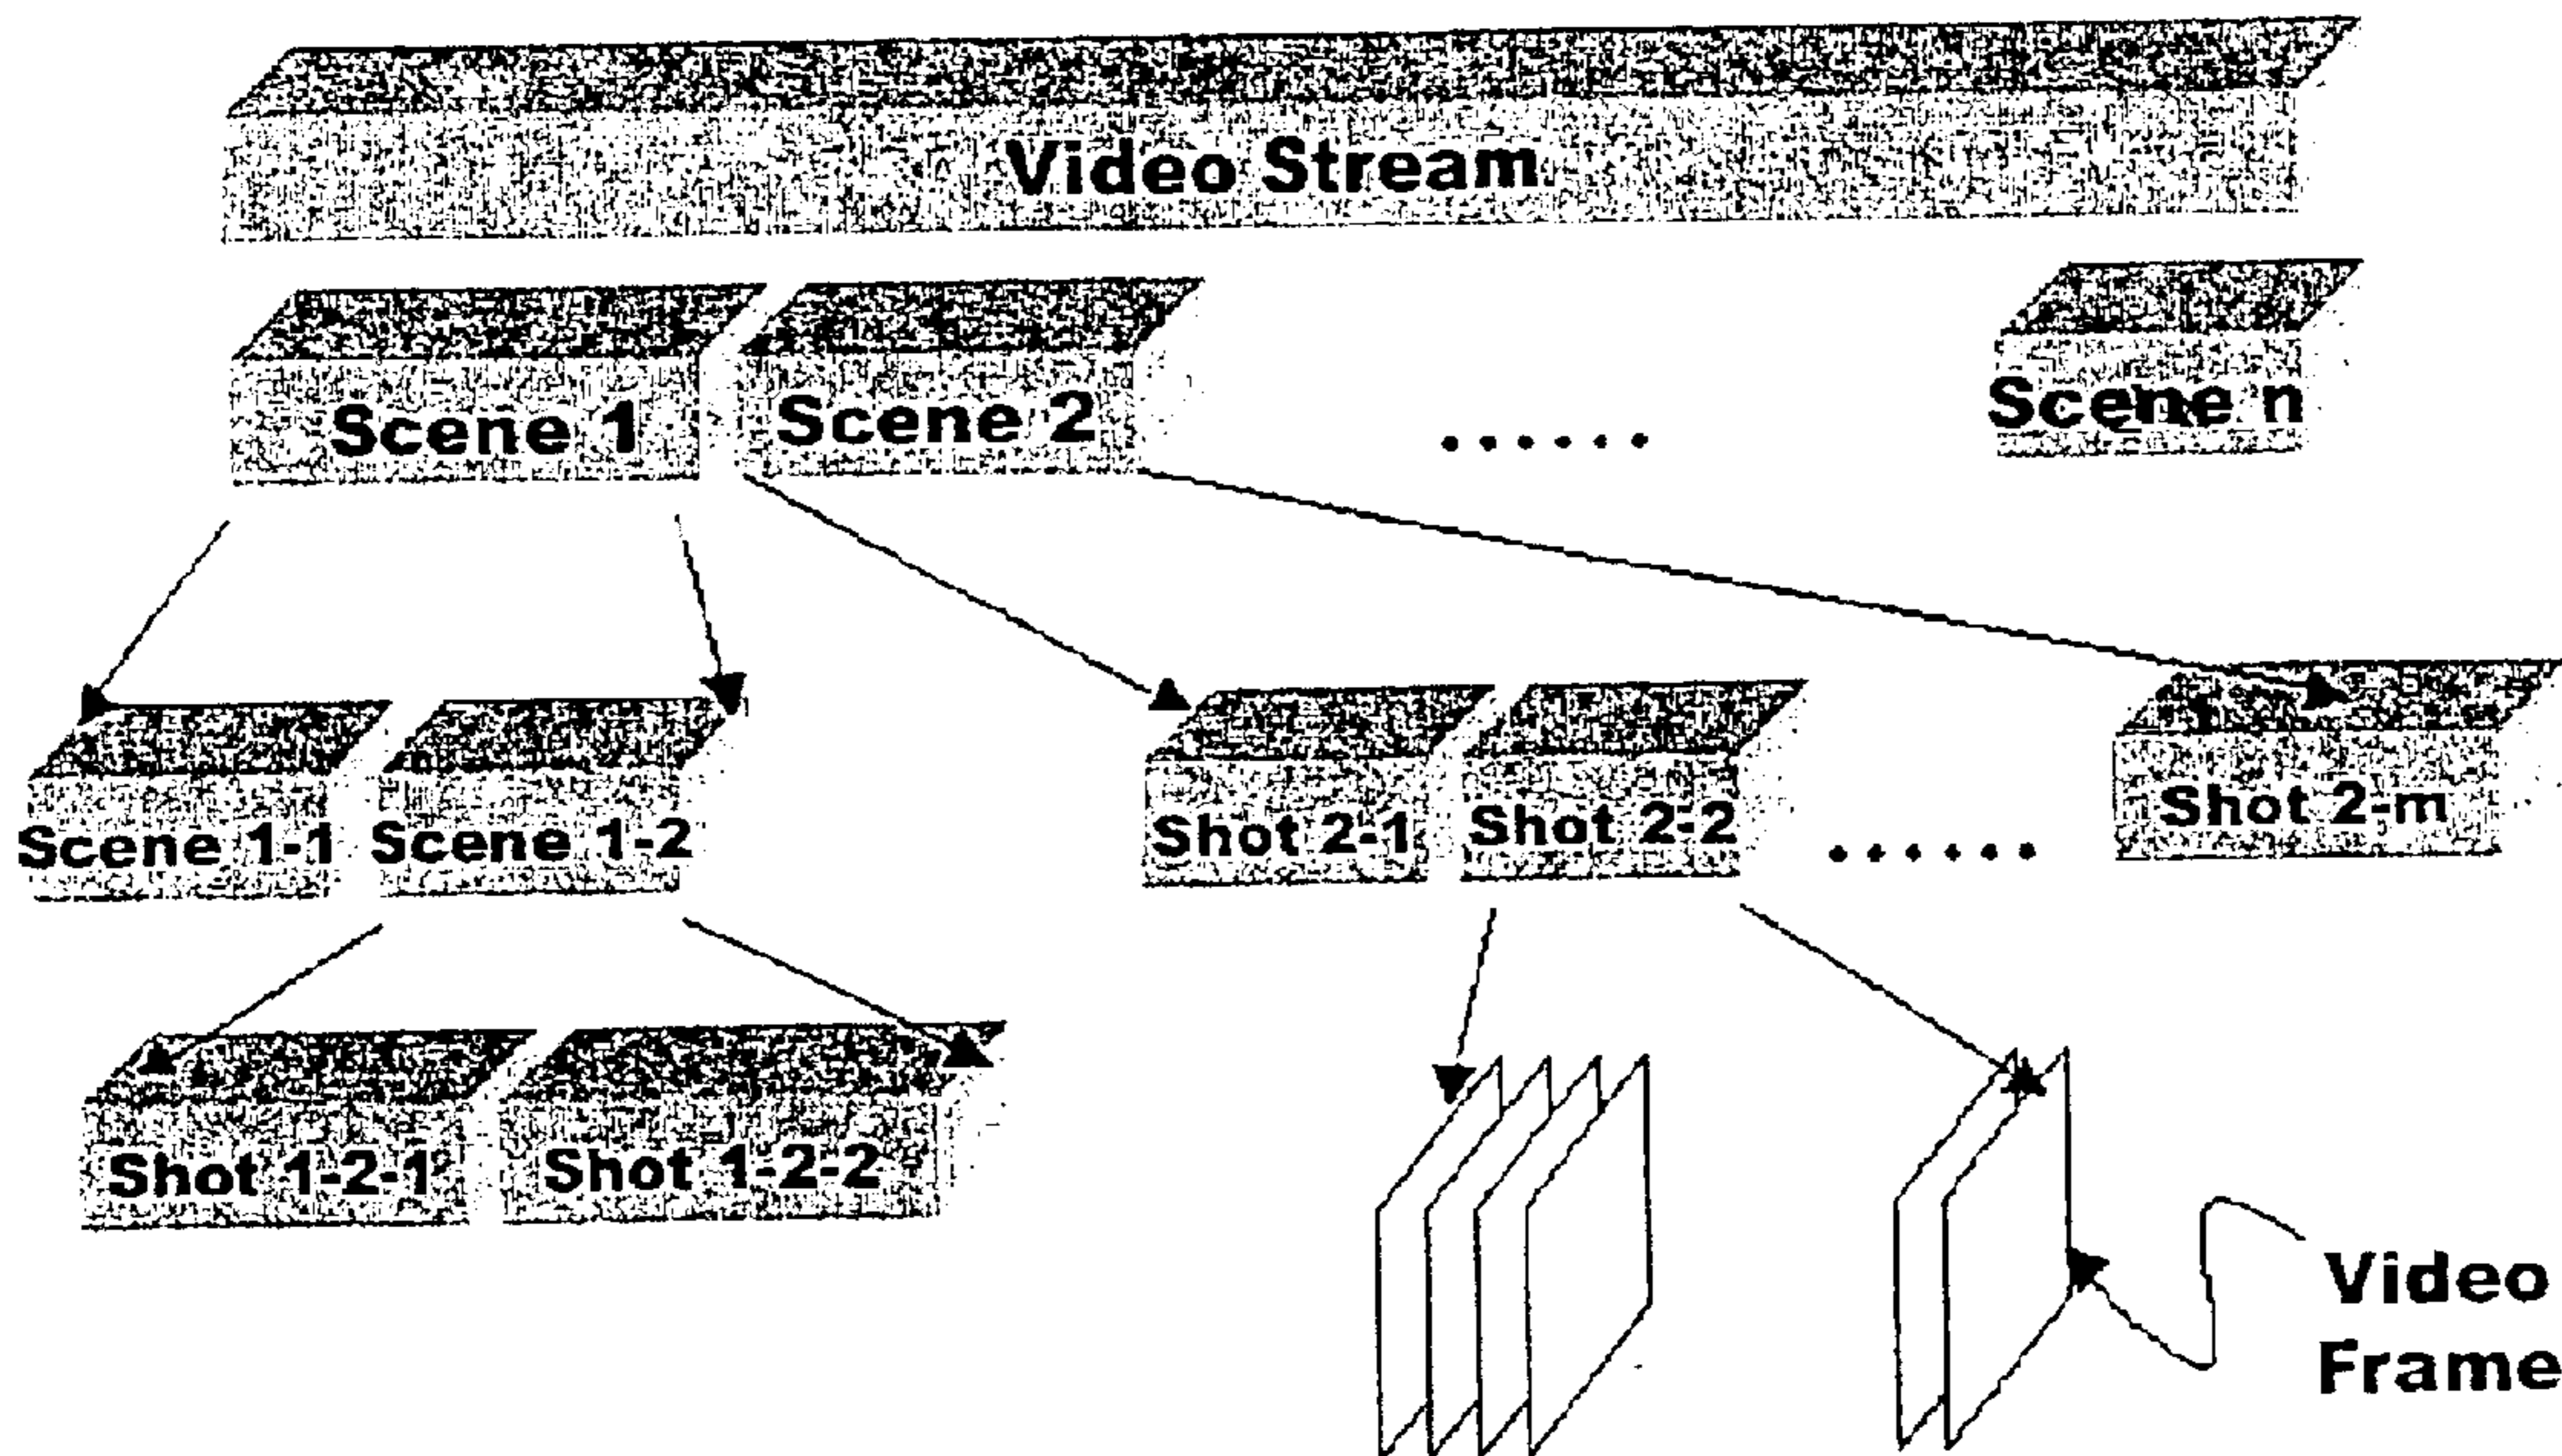 Video Stream
Scene 1
Scene 2
......
Scene n
Scene 1-1
Scene 1-2
Shot 2-1
Shot 2-2
......
Shot 2-m
Shot 1-2-1
Shot 1-2-2
Video
Frame